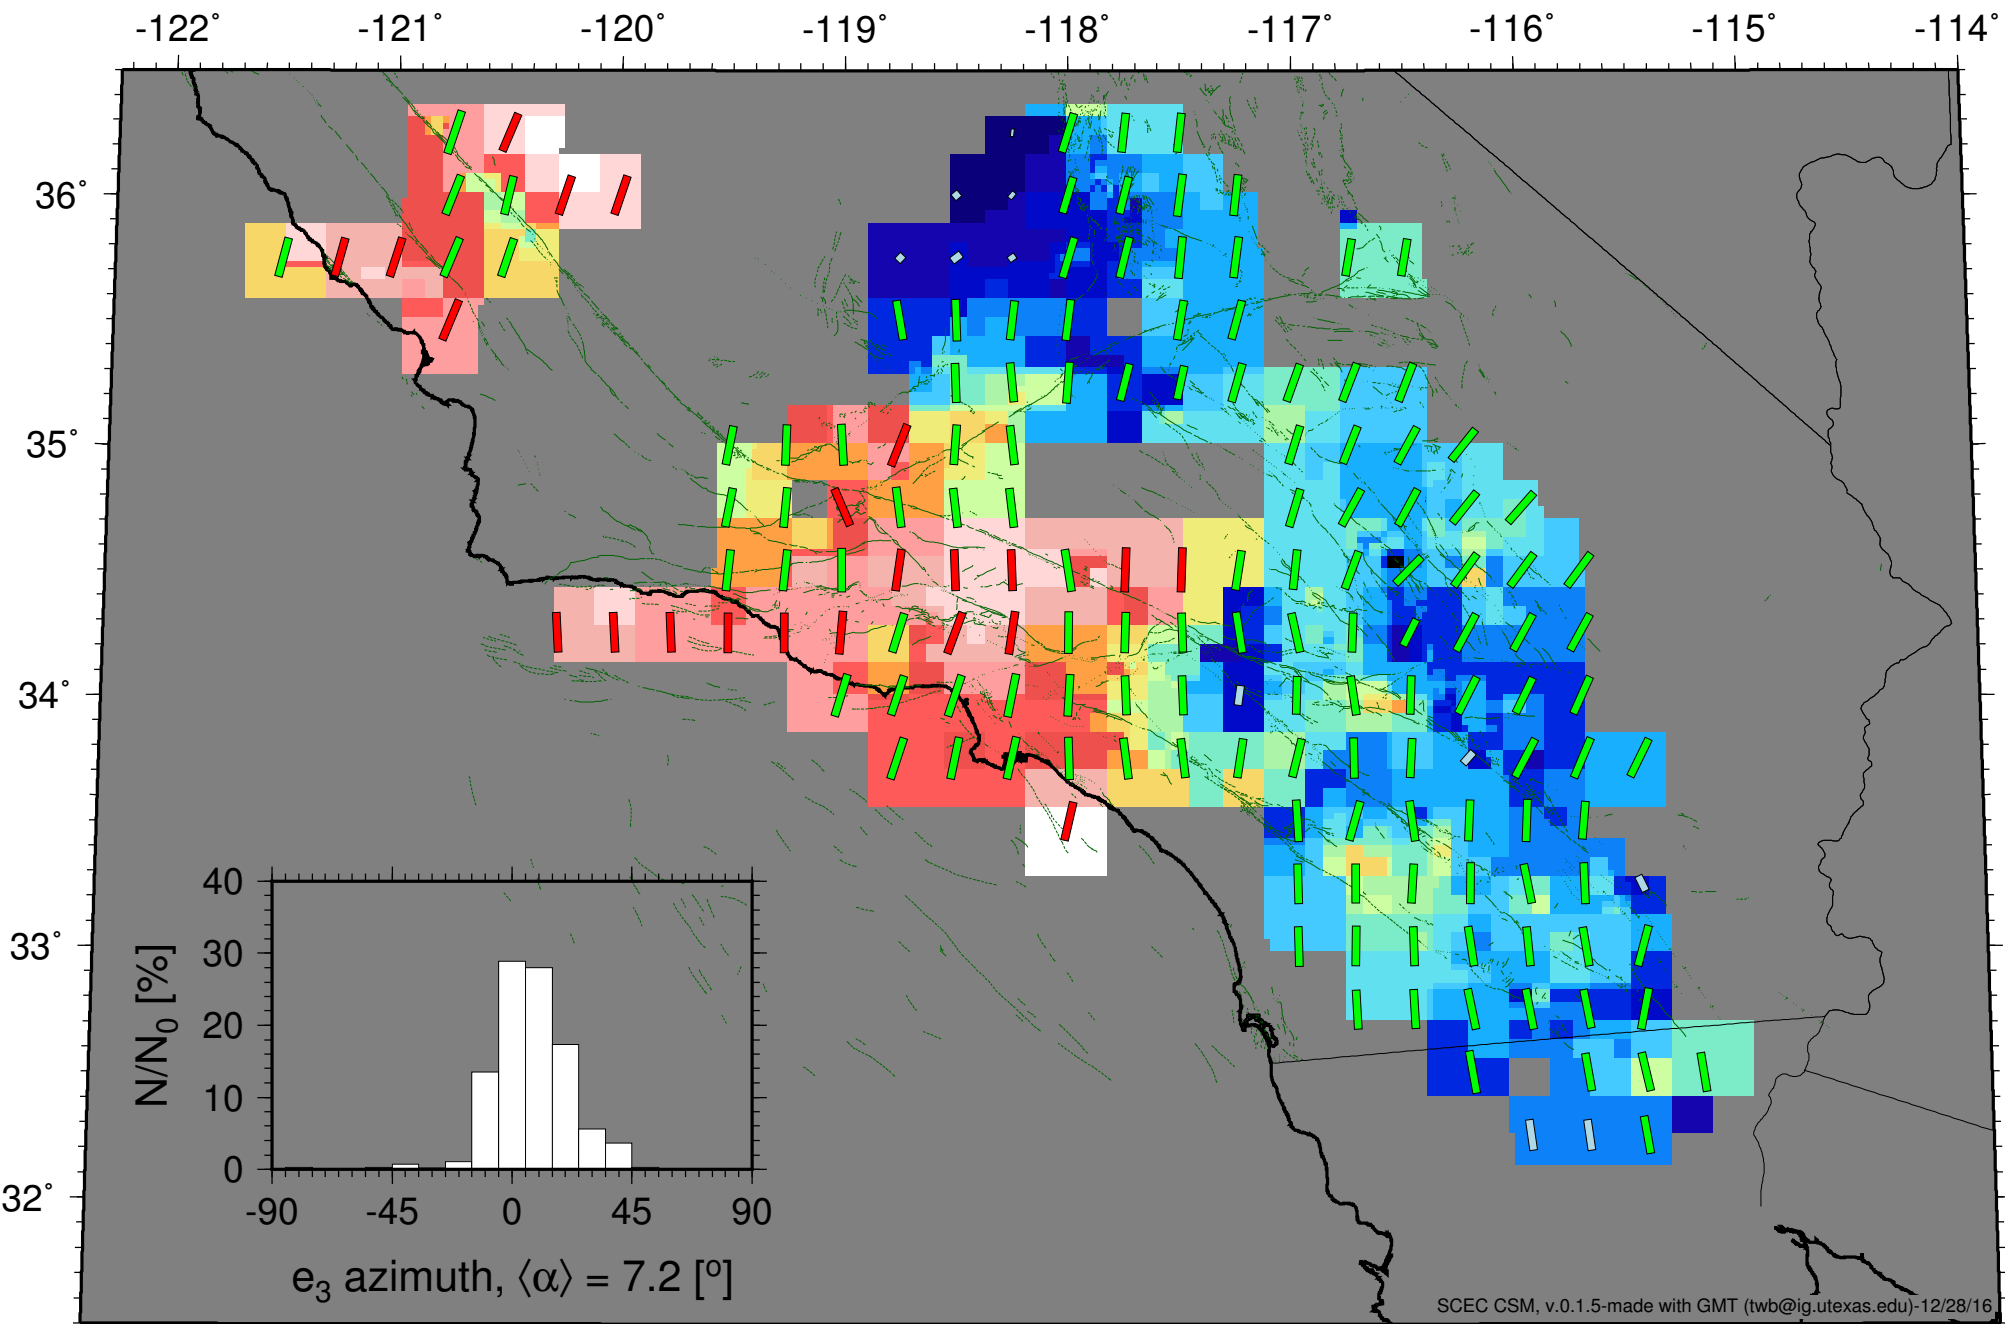 -122˚ -121˚ -120˚ -119˚ -118˚ -117˚ -116˚ -115˚ -114˚
36˚
35˚
34˚
33˚
32˚
40
30
20
10
0
N/N0 [%]
-90 -45 0 45 90
e3 azimuth, ⟨α⟩ = 7.2 [º]
SCEC CSM, v.0.1.5-made with GMT (twb@ig.utexas.edu)-12/28/16